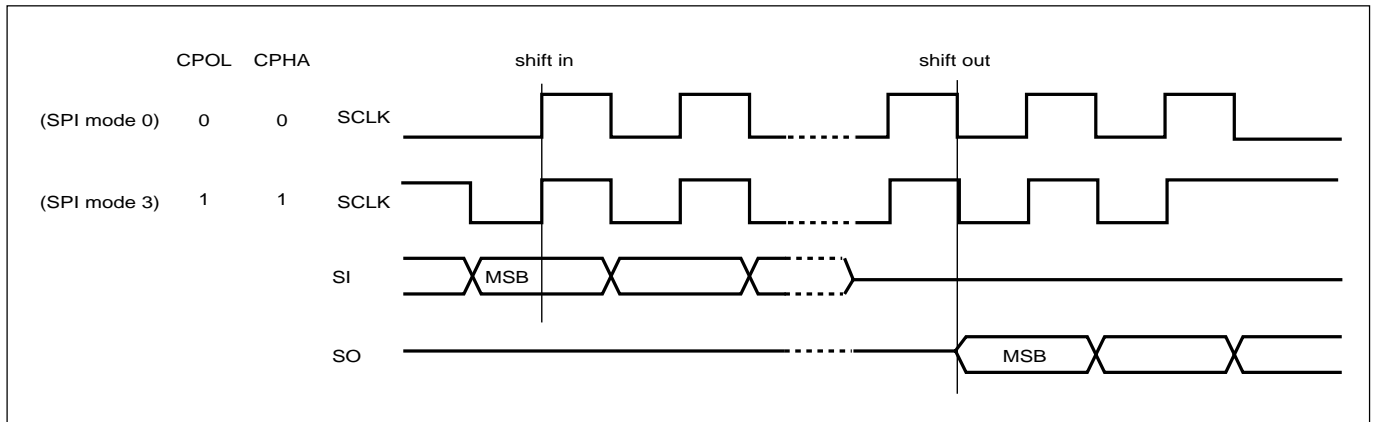 CPOL CPHA shift in shift out
(SPI mode 0) 0 0 SCLK
(SPI mode 3) 1 1 SCLK
SI MSB
SO MSB